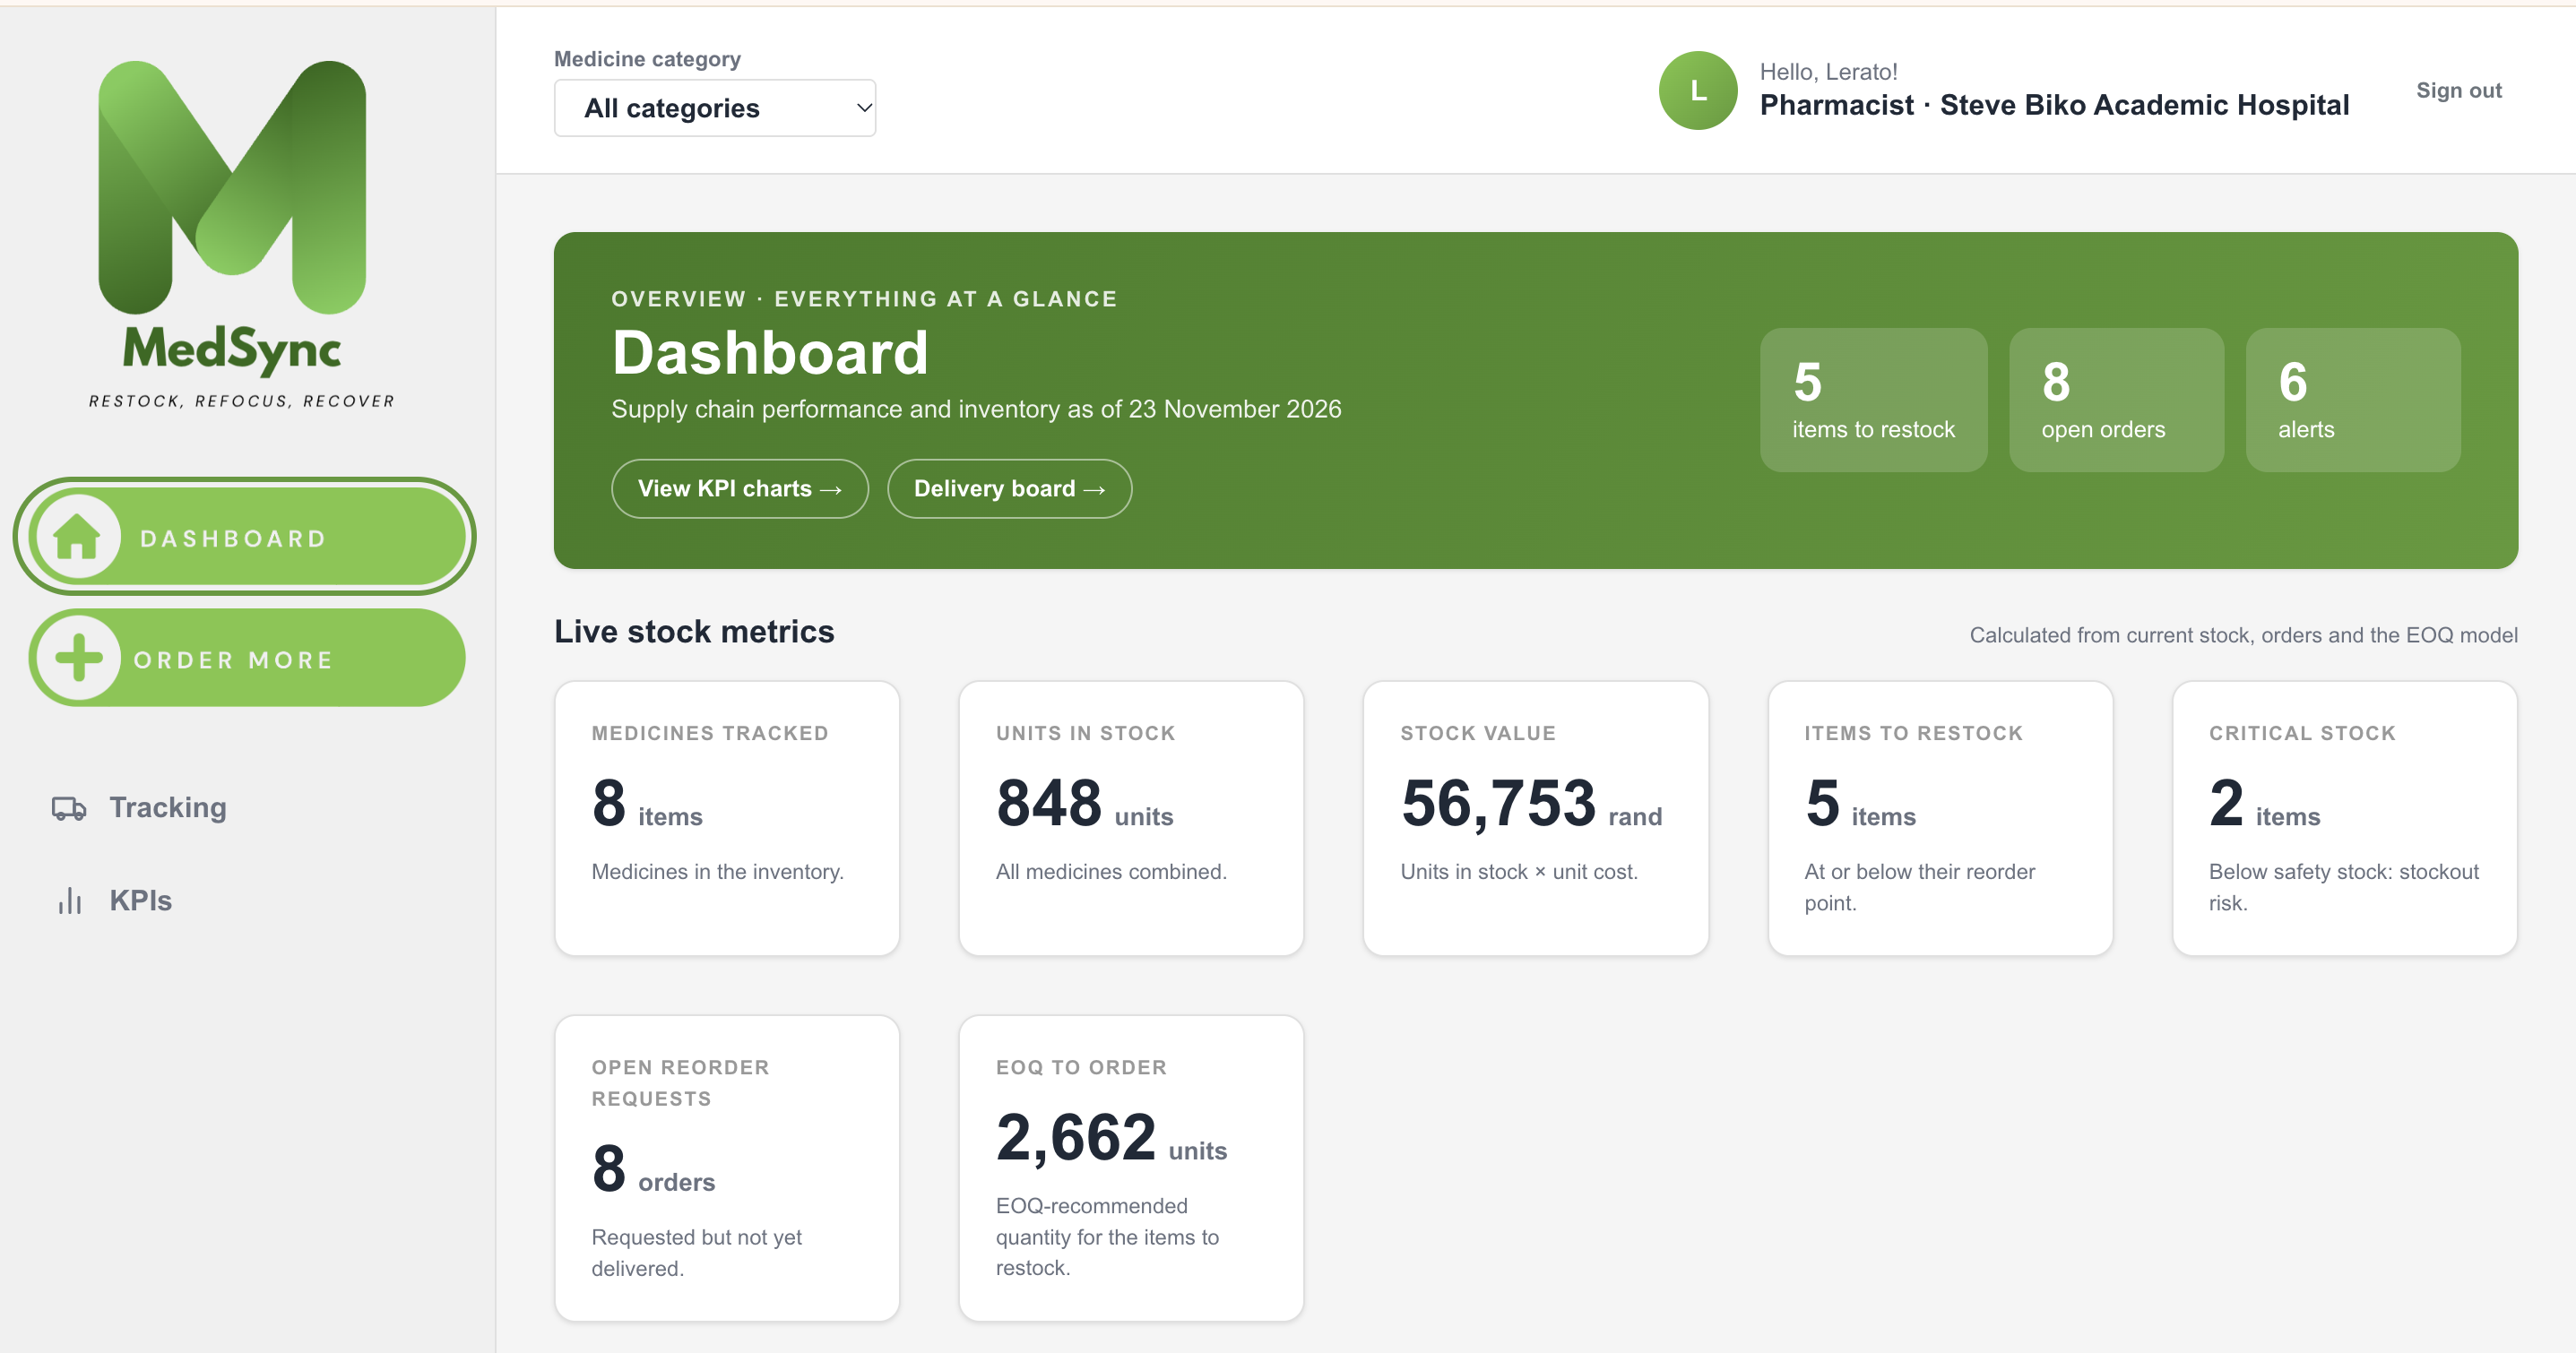 MedSync
RESTOCK, REFOCUS, RECOVER
DASHBOARD
ORDER MORE
Tracking
KPIs
Medicine category
All categories
L
Hello, Lerato!
Pharmacist · Steve Biko Academic Hospital
Sign out
OVERVIEW · EVERYTHING AT A GLANCE
Dashboard
Supply chain performance and inventory as of 23 November 2026
View KPI charts →
Delivery board →
5
items to restock
8
open orders
6
alerts
Live stock metrics
Calculated from current stock, orders and the EOQ model
MEDICINES TRACKED
8 items
Medicines in the inventory.
UNITS IN STOCK
848 units
All medicines combined.
STOCK VALUE
56,753 rand
Units in stock × unit cost.
ITEMS TO RESTOCK
5 items
At or below their reorder
point.
CRITICAL STOCK
2 items
Below safety stock: stockout
risk.
OPEN REORDER
REQUESTS
8 orders
Requested but not yet
delivered.
EOQ TO ORDER
2,662 units
EOQ-recommended
quantity for the items to
restock.